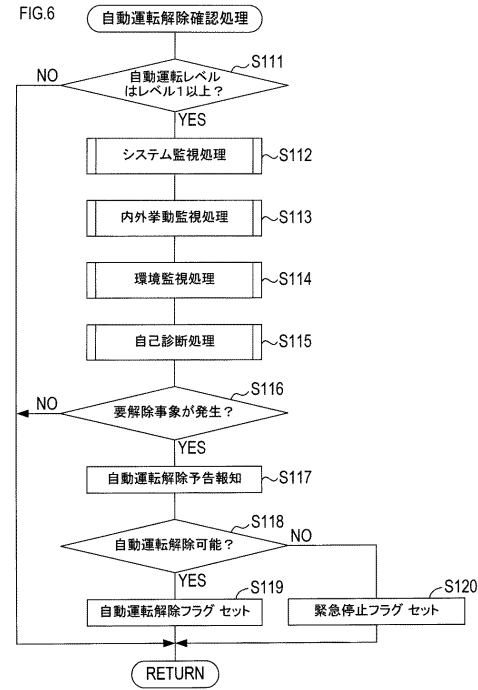 FIG.6
自動運転解除確認処理
S111
自動運転レベル
はレベル1以上？
NO
YES
システム監視処理
S112
内外挙動監視処理
S113
環境監視処理
S114
自己診断処理
S115
S116
要解除事象が発生？
NO
YES
自動運転解除予告報知
S117
S118
自動運転解除可能？
NO
YES
S119
自動運転解除フラグ セット
S120
緊急停止フラグ セット
RETURN